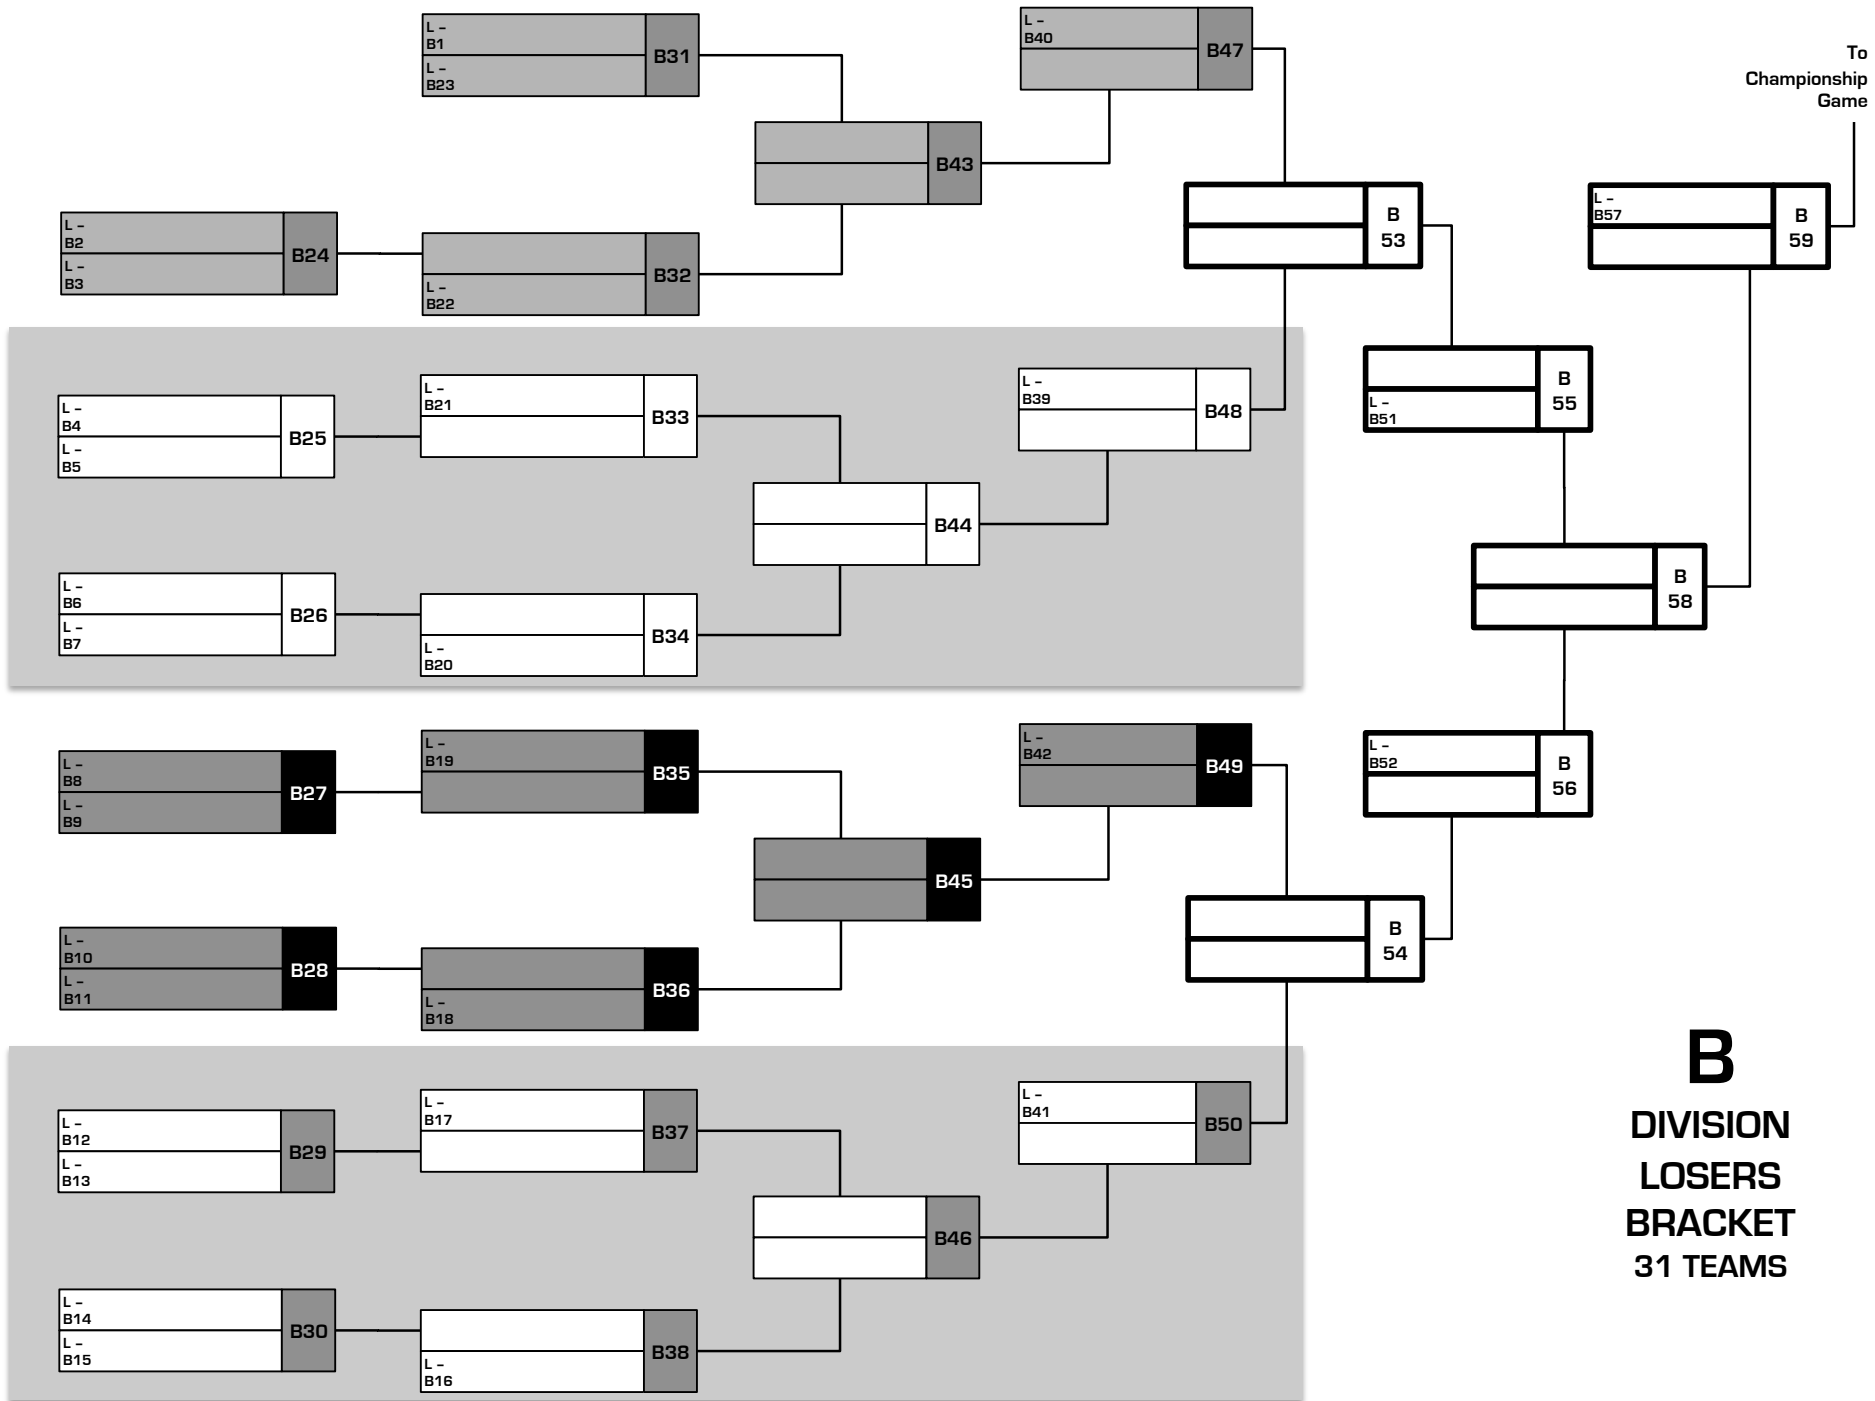 L –
B1
L –
B23
B31
L –
B40
B47
To
Championship
Game
B43
L –
B2
L –
B3
B24
L –
B22
B32
B
53
L –
B57
B
59
L –
B4
L –
B5
B25
L –
B21
B33
L –
B39
B48
L –
B51
B
55
B44
L –
B6
L –
B7
B26
L –
B20
B34
B
58
L –
B8
L –
B9
B27
L –
B19
B35
L –
B42
B49
L –
B52
B
56
B45
L –
B10
L –
B11
B28
L –
B18
B36
B
54
L –
B12
L –
B13
B29
L –
B17
B37
L –
B41
B50
B46
L –
B14
L –
B15
B30
L –
B16
B38
B
DIVISION
LOSERS
BRACKET
31 TEAMS